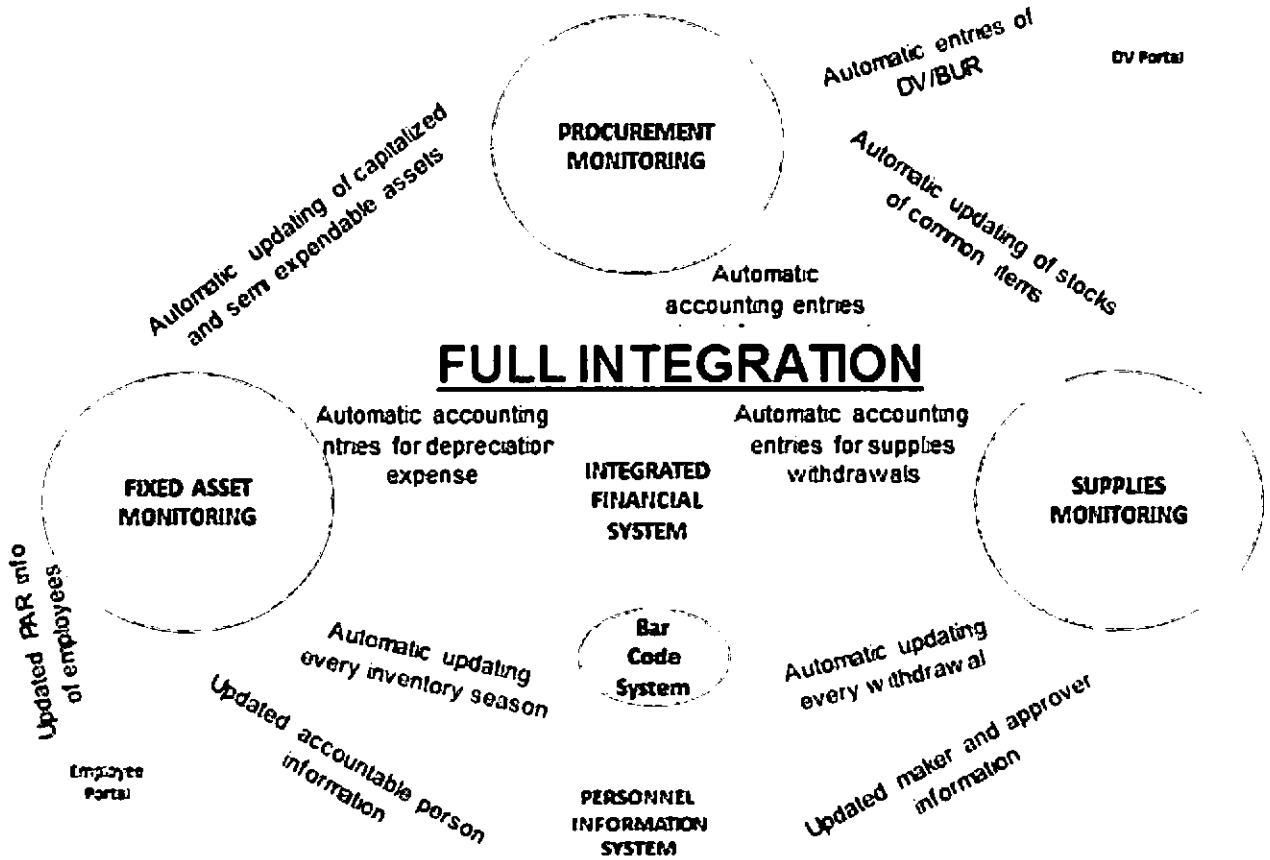 Automatic entries of
DV/BUR
DV Portal
PROCUREMENT
MONITORING
Automatic updating of capitalized
and semi expendable assets
Automatic updating of stocks
of common items
Automatic
accounting entries
FULL INTEGRATION
Automatic accounting
ntries for depreciation
expense
Automatic accounting
entries for supplies
withdrawals
INTEGRATED
FINANCIAL
SYSTEM
FIXED ASSET
MONITORING
SUPPLIES
MONITORING
Updated PAR info
of employees
Automatic updating
every inventory season
Bar
Code
System
Automatic updating
every withdrawal
Updated accountable person
information
Updated maker and approver
information
Employee
Portal
PERSONNEL
INFORMATION
SYSTEM